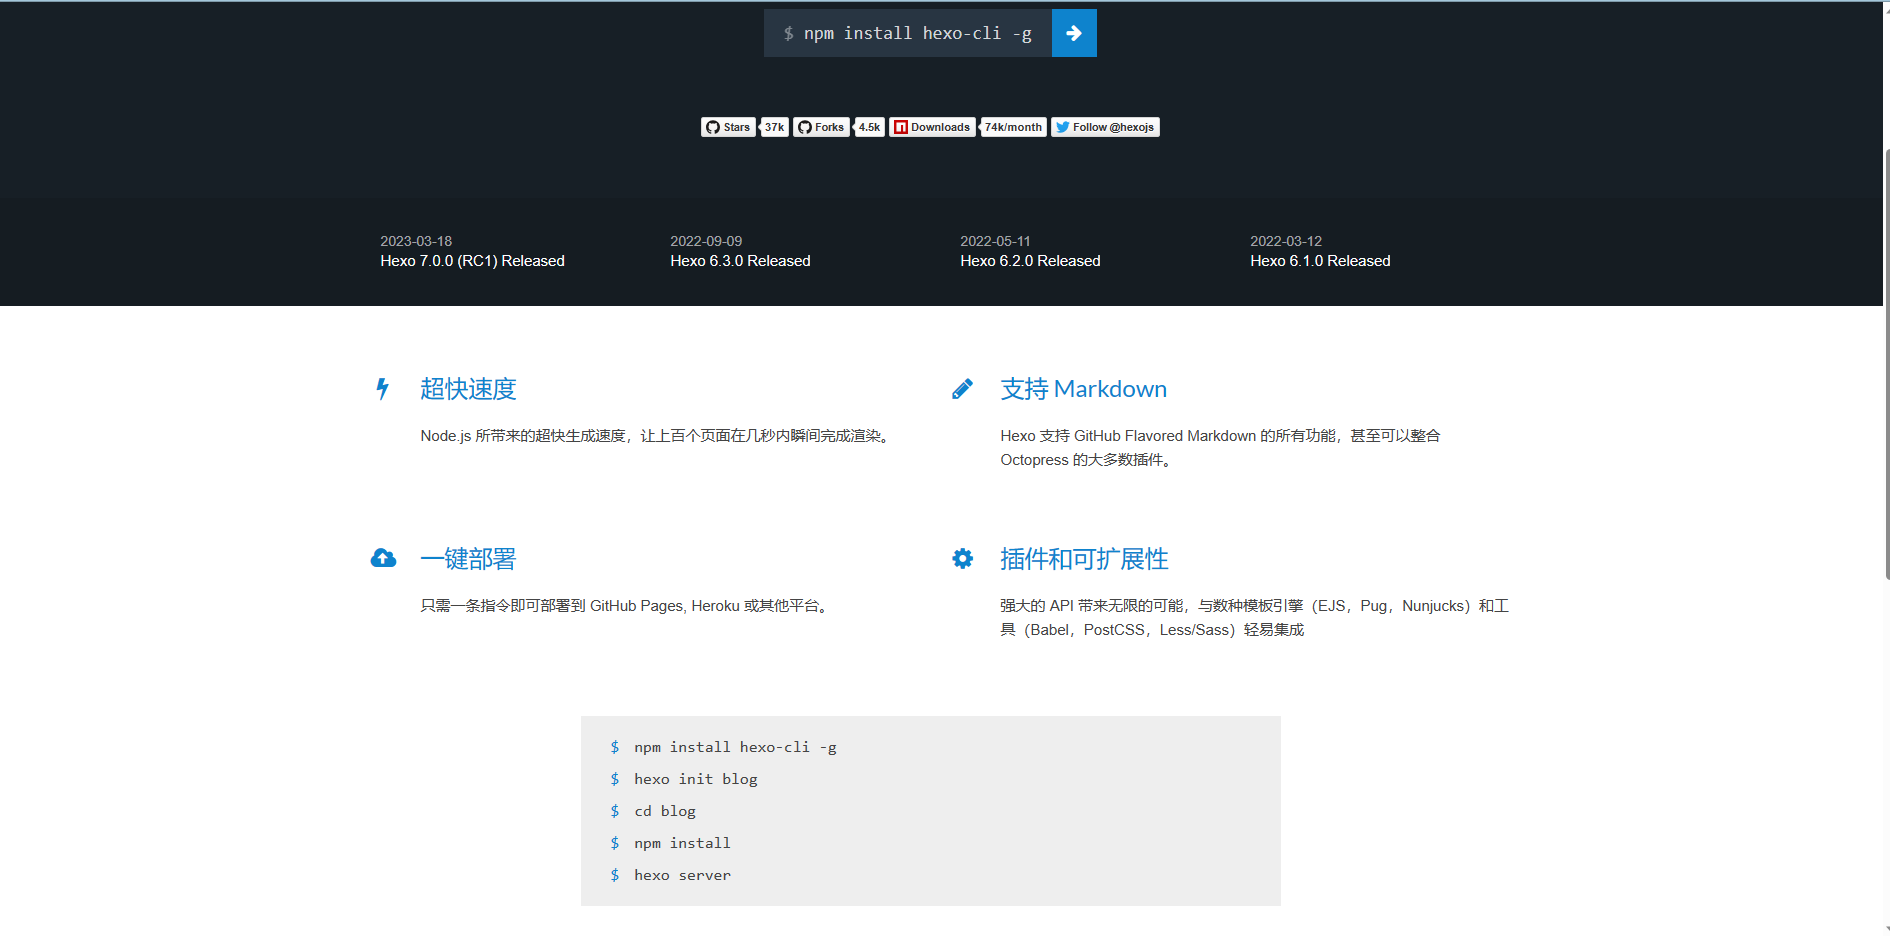 $ npm install hexo-cli -g
Stars 37k Forks 4.5k Downloads 74k/month Follow @hexojs
2023-03-18
Hexo 7.0.0 (RC1) Released
2022-09-09
Hexo 6.3.0 Released
2022-05-11
Hexo 6.2.0 Released
2022-03-12
Hexo 6.1.0 Released
超快速度
Node.js 所带来的超快生成速度，让上百个页面在几秒内瞬间完成渲染。
支持 Markdown
Hexo 支持 GitHub Flavored Markdown 的所有功能，甚至可以整合
Octopress 的大多数插件。
一键部署
只需一条指令即可部署到 GitHub Pages, Heroku 或其他平台。
插件和可扩展性
强大的 API 带来无限的可能，与数种模板引擎（EJS，Pug，Nunjucks）和工
具（Babel，PostCSS，Less/Sass）轻易集成
$ npm install hexo-cli -g
$ hexo init blog
$ cd blog
$ npm install
$ hexo server